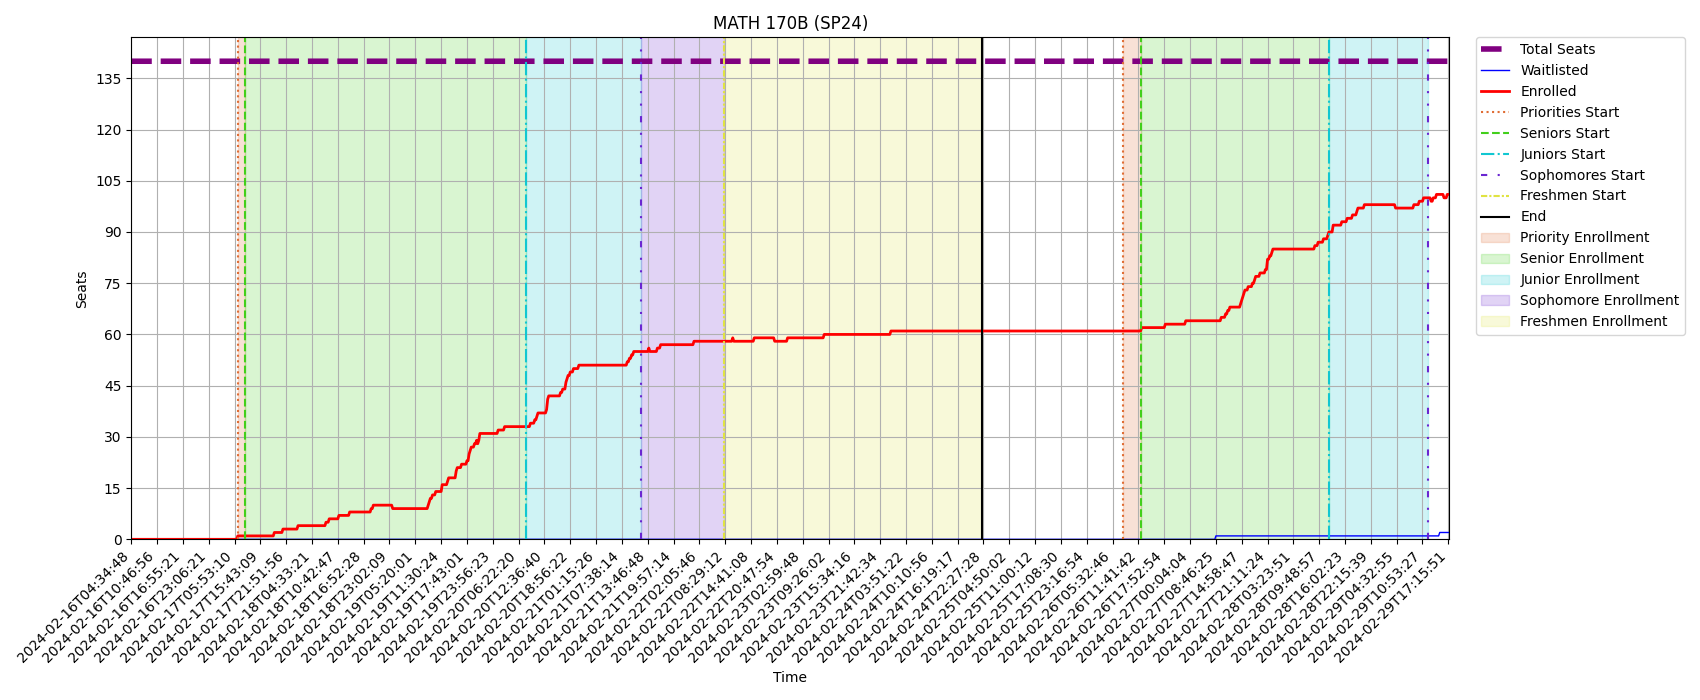 MATH 170B (SP24)
Total Seats
Waitlisted
Enrolled
Priorities Start
Seniors Start
Juniors Start
Sophomores Start
Freshmen Start
End
Priority Enrollment
Senior Enrollment
Junior Enrollment
Sophomore Enrollment
Freshmen Enrollment
Seats
135
120
105
90
75
60
45
30
15
0
2024-02-16T04:34:48
2024-02-16T10:46:56
2024-02-16T16:55:21
2024-02-16T23:06:21
2024-02-17T05:53:10
2024-02-17T15:43:09
2024-02-17T21:51:56
2024-02-18T04:33:21
2024-02-18T10:42:47
2024-02-18T16:52:28
2024-02-18T23:02:09
2024-02-19T05:20:01
2024-02-19T11:30:24
2024-02-19T17:43:01
2024-02-19T23:56:23
2024-02-20T06:22:20
2024-02-20T12:36:40
2024-02-20T18:56:22
2024-02-21T01:15:26
2024-02-21T07:38:14
2024-02-21T13:46:48
2024-02-21T19:57:14
2024-02-22T02:05:46
2024-02-22T08:29:12
2024-02-22T14:41:08
2024-02-22T20:47:54
2024-02-23T02:59:48
2024-02-23T09:26:02
2024-02-23T15:34:16
2024-02-23T21:42:34
2024-02-24T03:51:22
2024-02-24T10:10:56
2024-02-24T16:19:17
2024-02-24T22:27:28
2024-02-25T04:50:02
2024-02-25T11:00:12
2024-02-25T17:08:30
2024-02-25T23:16:54
2024-02-26T05:32:46
2024-02-26T11:41:42
2024-02-26T17:52:54
2024-02-27T00:04:04
2024-02-27T08:46:25
2024-02-27T14:58:47
2024-02-27T21:11:24
2024-02-28T03:23:51
2024-02-28T09:48:57
2024-02-28T16:02:23
2024-02-28T22:15:39
2024-02-29T04:32:55
2024-02-29T10:53:27
2024-02-29T17:15:51
Time